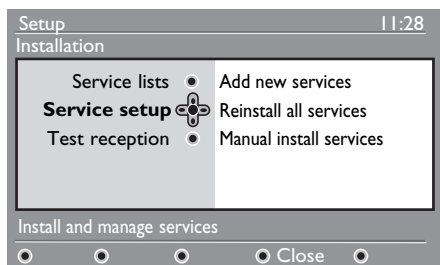 Setup 11:28
Installation
Service lists Add new services
Service setup Reinstall all services
Test reception Manual install services
Install and manage services
Close